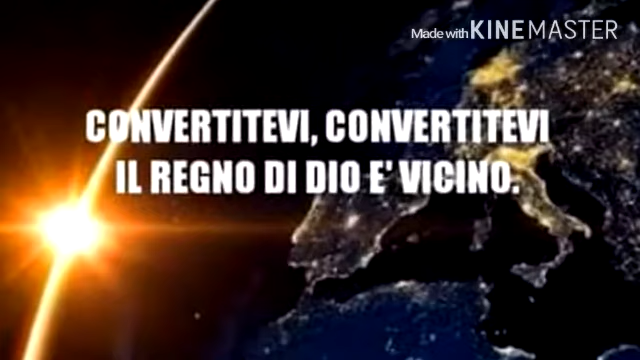 Made with KINEMASTER
CONVERTITEVI, CONVERTITEVI
IL REGNO DI DIO E' VICINO.